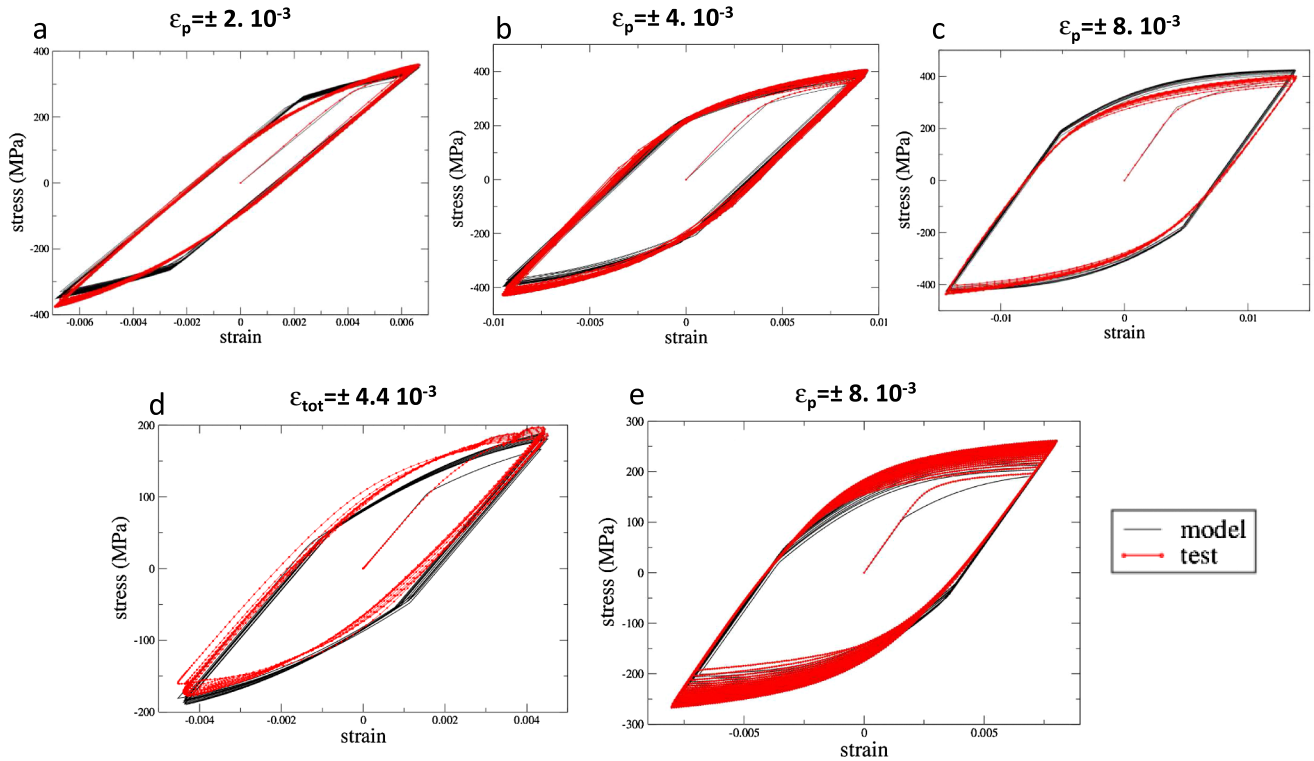 a
εp=± 2. 10-3
400
200
0
-200
-400
stress (MPa)
-0.006
-0.004
-0.002
0
0.002
0.004
0.006
strain
b
εp=± 4. 10-3
400
200
0
-200
-400
-500
stress (MPa)
-0.01
-0.005
0
0.005
0.01
strain
c
εp=± 8. 10-3
400
200
0
-200
-400
stress (MPa)
-0.01
0
0.01
strain
d
εtot=± 4.4 10-3
200
100
0
-100
-200
stress (MPa)
-0.004
-0.002
0
0.002
0.004
strain
e
εp=± 8. 10-3
300
200
100
0
-100
-200
-300
stress (MPa)
-0.005
0
0.005
strain
model
test